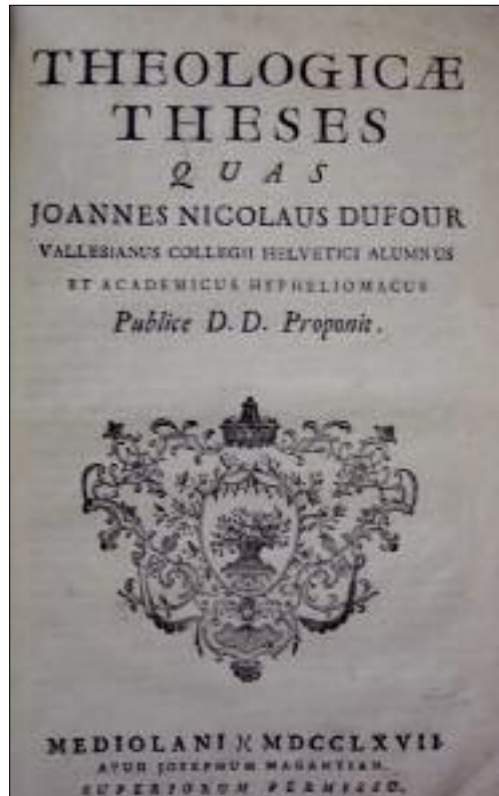 THEOLOGICÆ
THESES
QUAS
JOANNES NICOLAUS DUFOUR
VALLESIANUS COLLEGII HELVETICI ALUMNUS
ET ACADEMICUS HYPHELIOMACUS
Publice D. D. Proponit.
MEDIOLANI MDCCLXVII
APUD JOSEPHUM
SUPERIORUM PERMISSU.